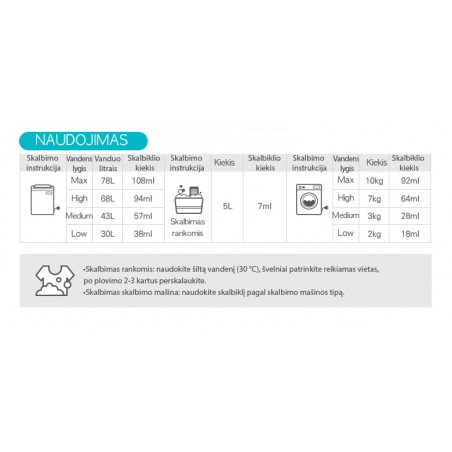 NAUDOJIMAS
Skalbimo instrukcija | Vandens lygis | Vanduo litrais | Skalbiklio kiekis | Skalbimo instrukcija | Kiekis | Skalbiklio kiekis | Skalbimo instrukcija | Vandens lygis | Kiekis | Skalbiklio kiekis
Max 78L 108ml Max 10kg 92ml
High 68L 94ml High 7kg 64ml
5L 7ml
Medium 43L 57ml Skalbimas rankomis Medium 3kg 28ml
Low 30L 38ml Low 2kg 18ml
•Skalbimas rankomis: naudokite šiltą vandenį (30 °C), švelniai patrinkite reikiamas vietas,
po plovimo 2-3 kartus perskalaukite.
•Skalbimas skalbimo mašina: naudokite skalbiklį pagal skalbimo mašinos tipą.